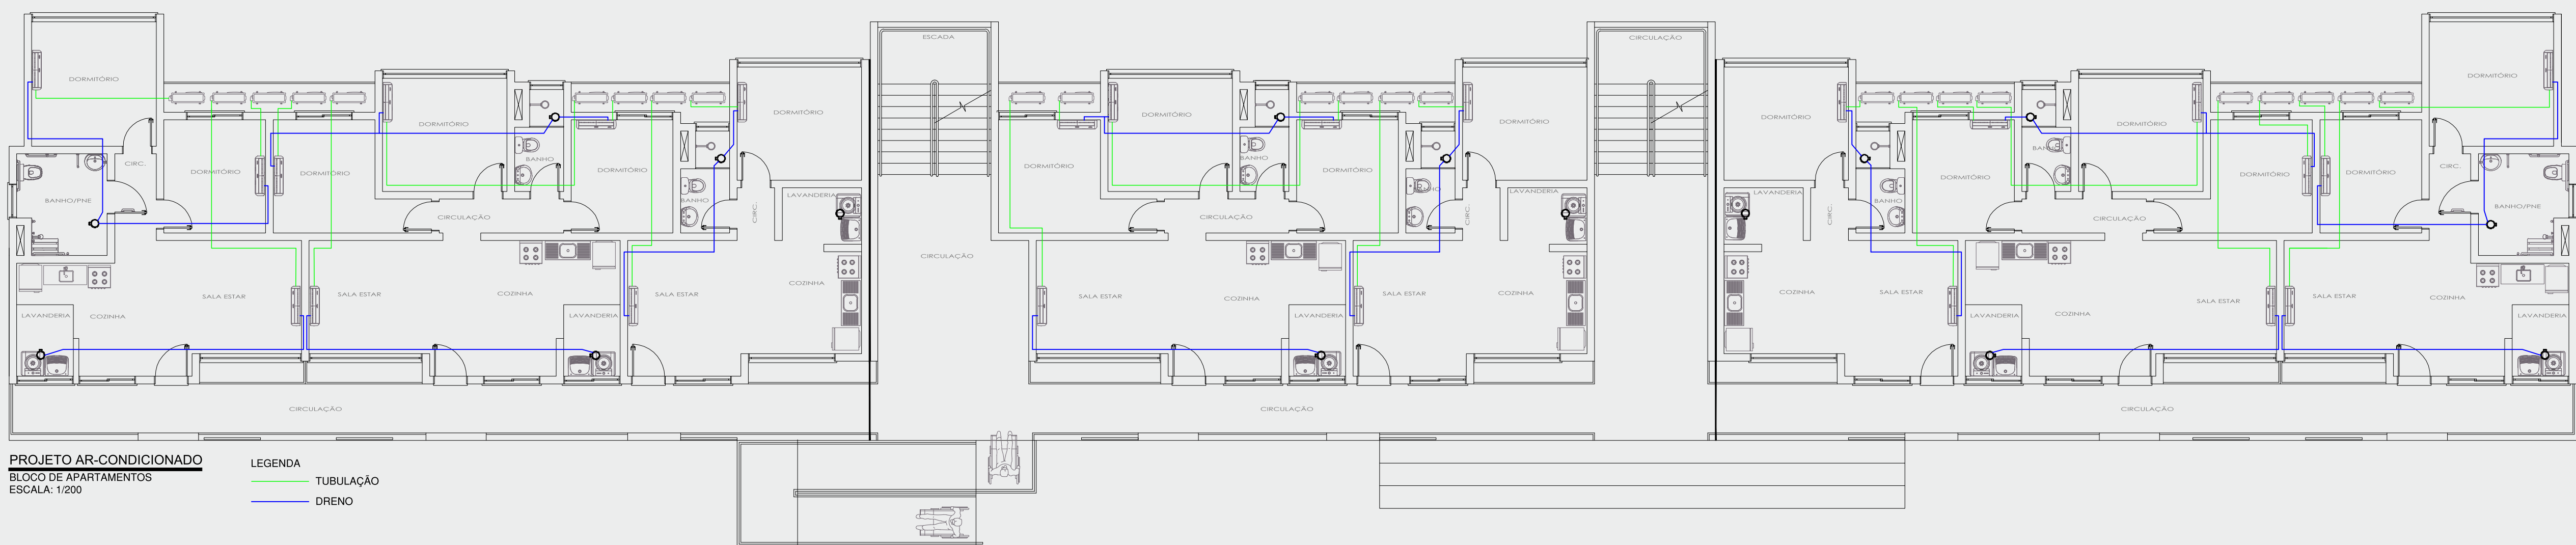 ESCADA
CIRCULAÇÃO
DORMITÓRIO
DORMITÓRIO
DORMITÓRIO
DORMITÓRIO
DORMITÓRIO
DORMITÓRIO
DORMITÓRIO
DORMITÓRIO
DORMITÓRIO
CIRC.
DORMITÓRIO
DORMITÓRIO
BANHO
DORMITÓRIO
DORMITÓRIO
BANHO
DORMITÓRIO
DORMITÓRIO
DORMITÓRIO
DORMITÓRIO
CIRC.
BANHO/PNE
BANHO
LAVANDERIA
LAVANDERIA
LAVANDERIA
BANHO
BANHO/PNE
CIRCULAÇÃO
CIRC.
CIRCULAÇÃO
CIRC.
CIRC.
CIRCULAÇÃO
CIRCULAÇÃO
CIRCULAÇÃO
SALA ESTAR
SALA ESTAR
COZINHA
SALA ESTAR
COZINHA
SALA ESTAR
COZINHA
SALA ESTAR
COZINHA
COZINHA
SALA ESTAR
SALA ESTAR
SALA ESTAR
COZINHA
LAVANDERIA
COZINHA
LAVANDERIA
LAVANDERIA
LAVANDERIA
COZINHA
LAVANDERIA
CIRCULAÇÃO
CIRCULAÇÃO
CIRCULAÇÃO
PROJETO AR-CONDICIONADO
BLOCO DE APARTAMENTOS
ESCALA: 1/200
LEGENDA
TUBULAÇÃO
DRENO